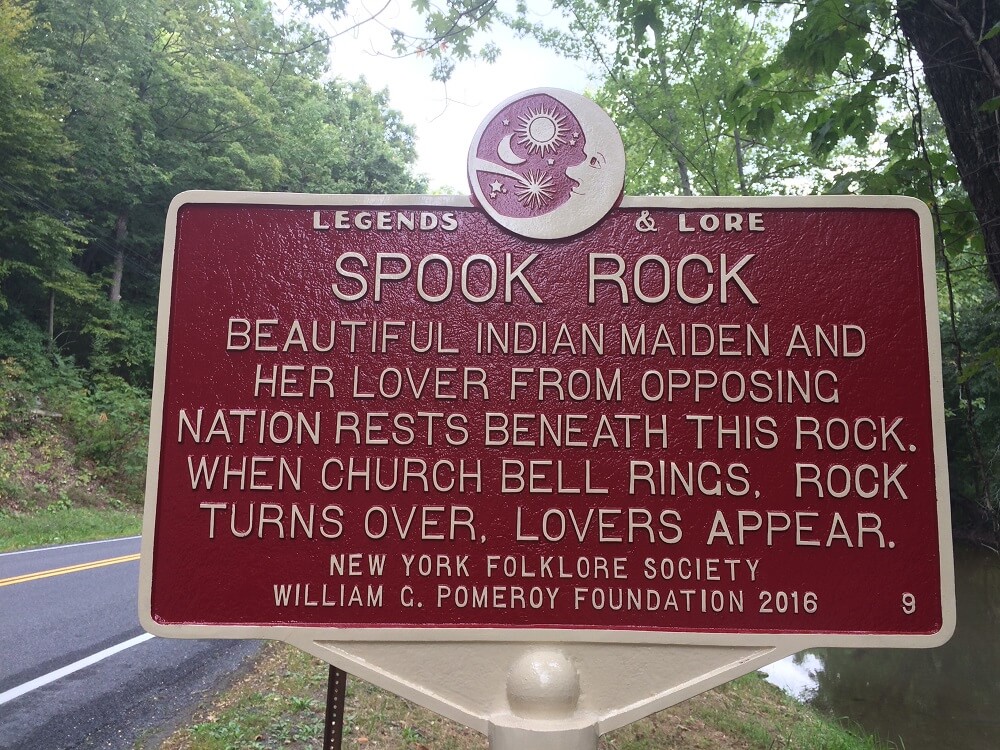 LEGENDS & LORE
SPOOK ROCK
BEAUTIFUL INDIAN MAIDEN AND
HER LOVER FROM OPPOSING
NATION RESTS BENEATH THIS ROCK.
WHEN CHURCH BELL RINGS, ROCK
TURNS OVER, LOVERS APPEAR.
NEW YORK FOLKLORE SOCIETY
WILLIAM G. POMEROY FOUNDATION 2016 9